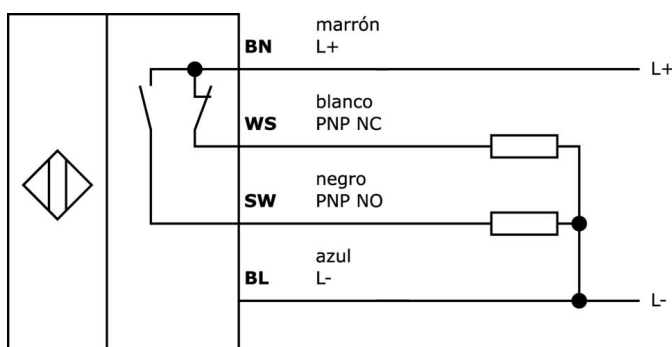 marrón
BN L+
L+
blanco
WS PNP NC
negro
SW PNP NO
azul
BL L-
L-